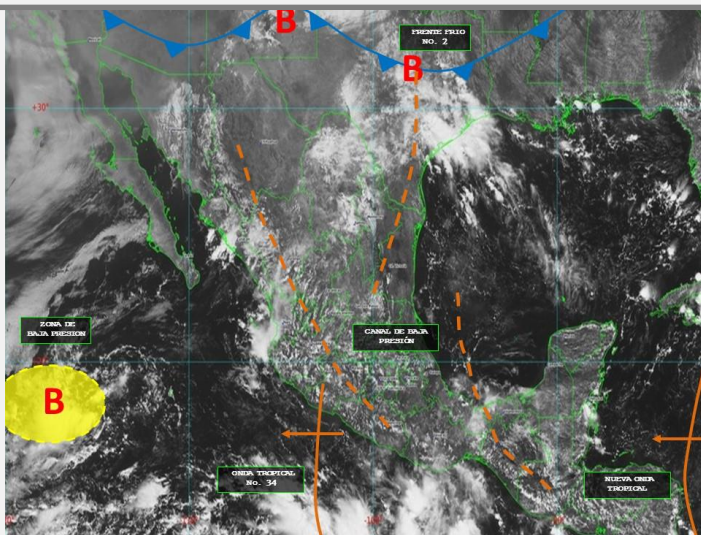 B
FRENTE FRIO
NO. 2
B
+30°
ZONA DE
BAJA PRESION
CANAL DE BAJA
PRESIÓN
B
ONDA TROPICAL
No. 34
NUEVA ONDA
TROPICAL